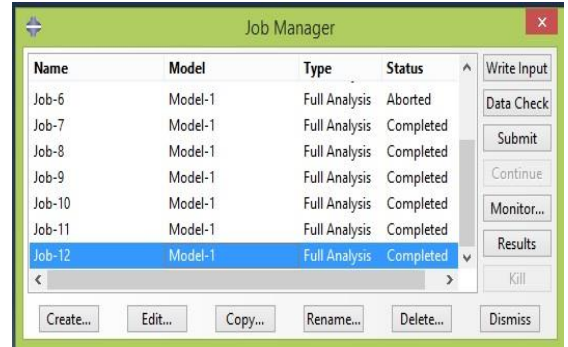 Job Manager
x
Name Model Type Status Write Input
Job-6 Model-1 Full Analysis Aborted Data Check
Job-7 Model-1 Full Analysis Completed
Job-8 Model-1 Full Analysis Completed Submit
Job-9 Model-1 Full Analysis Completed Continue
Job-10 Model-1 Full Analysis Completed Monitor...
Job-11 Model-1 Full Analysis Completed Results
Job-12 Model-1 Full Analysis Completed
Kill
Create... Edit... Copy... Rename... Delete... Dismiss